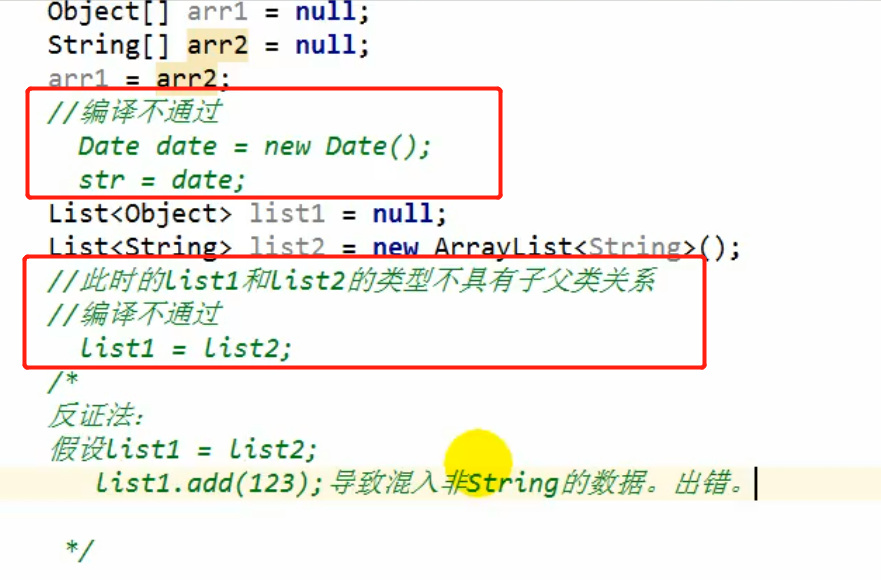 Object[] arr1 = null;
String[] arr2 = null;
arr1 = arr2;
//编译不通过
Date date = new Date();
str = date;
List<Object> list1 = null;
List<String> list2 = new ArrayList<String>();
//此时的list1和list2的类型不具有子父类关系
//编译不通过
list1 = list2;
/*
反证法：
假设list1 = list2;
list1.add(123);导致混入非String的数据。出错。
*/